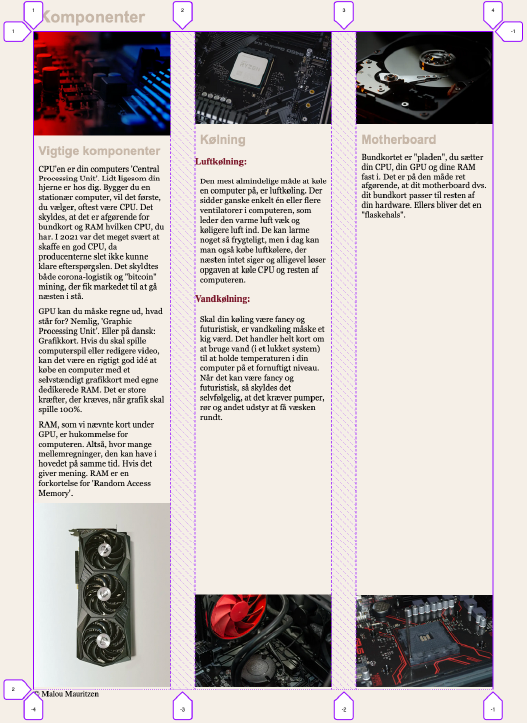 Komponenter
1
2
3
4
1
-1
Vigtige komponenter
CPU'en er din computers 'Central
Processing Unit'. Lidt ligesom din
hjerne er hos dig. Bygger du en
stationær computer, vil det første,
du vælger, oftest være CPU. Det
skyldes, at det er afgørende for
bundkort og RAM hvilken CPU, du
har. I 2021 var det meget svært at
skaffe en god CPU, da
producenterne slet ikke kunne
klare efterspørgslen. Det skyldtes
både corona-logistik og "bitcoin"
mining, der fik markedet til at gå
næsten i stå.
GPU kan du måske regne ud, hvad
står for? Nemlig, 'Graphic
Processing Unit'. Eller på dansk:
Grafikkort. Hvis du skal spille
computerspil eller redigere video,
kan det være en rigtigt god idé at
købe en computer med et
selvstændigt grafikkort med egne
dedikerede RAM. Det er store
kræfter, der kræves, når grafik skal
spille 100%.
RAM, som vi nævnte kort under
GPU, er hukommelse for
computeren. Altså, hvor mange
mellemregninger, den kan have i
hovedet på samme tid. Hvis det
giver mening. RAM er en
forkortelse for 'Random Access
Memory'.
Kølning
Luftkølning:
Den mest almindelige måde at køle
en computer på, er luftkøling. Der
sidder ganske enkelt én eller flere
ventilatorer i computeren, som
leder den varme luft væk og
køligere luft ind. De kan larme
noget så frygteligt, men i dag kan
man også købe luftkølere, der
næsten intet siger og alligevel løser
opgaven at køle CPU og resten af
computeren.
Vandkølning:
Skal din køling være fancy og
futuristisk, er vandkøling måske et
kig værd. Det handler helt kort om
at bruge vand (i et lukket system)
til at holde temperaturen i din
computer på et fornuftigt niveau.
Når det kan være fancy og
futuristisk, så skyldes det
selvfølgelig, at det kræver pumper,
rør og andet udstyr at få væsken
rundt.
Motherboard
Bundkortet er "pladen", du sætter
din CPU, din GPU og dine RAM
fast i. Det er på den måde ret
afgørende, at dit motherboard dvs.
dit bundkort passer til resten af
din hardware. Ellers bliver det en
"flaskehals".
2
© Malou Mauritzen
-4
-3
-2
-1